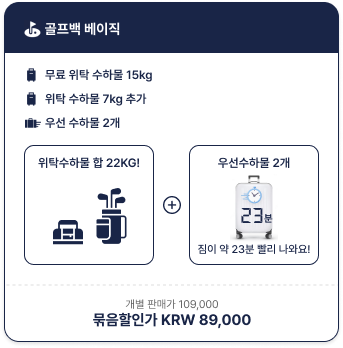 골프백 베이직
무료 위탁 수하물 15kg
위탁 수하물 7kg 추가
우선 수하물 2개
위탁수하물 합 22KG!
우선수하물 2개
23분
짐이 약 23분 빨리 나와요!
개별 판매가 109,000
묶음할인가 KRW 89,000